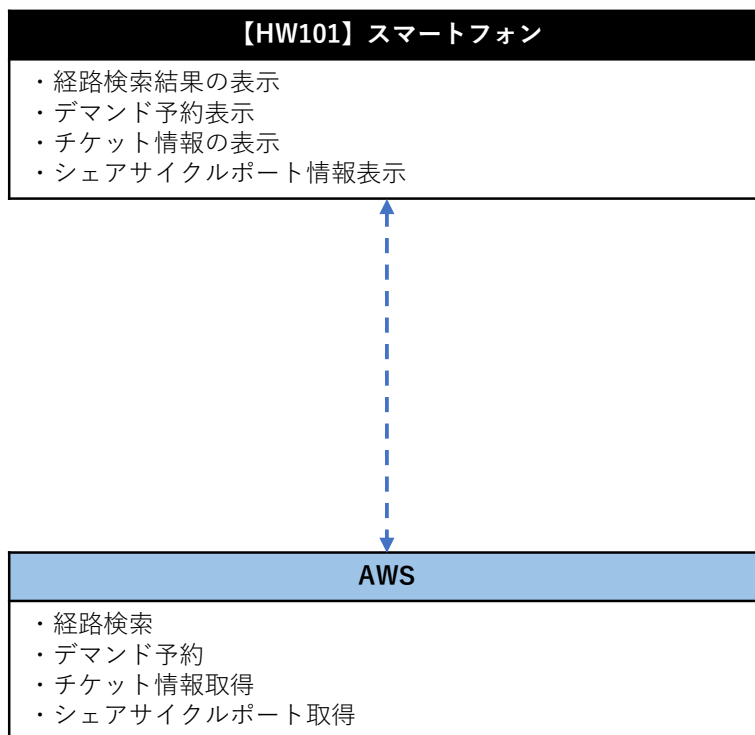 【HW101】スマートフォン
・経路検索結果の表示
・デマンド予約表示
・チケット情報の表示
・シェアサイクルポート情報表示
AWS
・経路検索
・デマンド予約
・チケット情報取得
・シェアサイクルポート取得